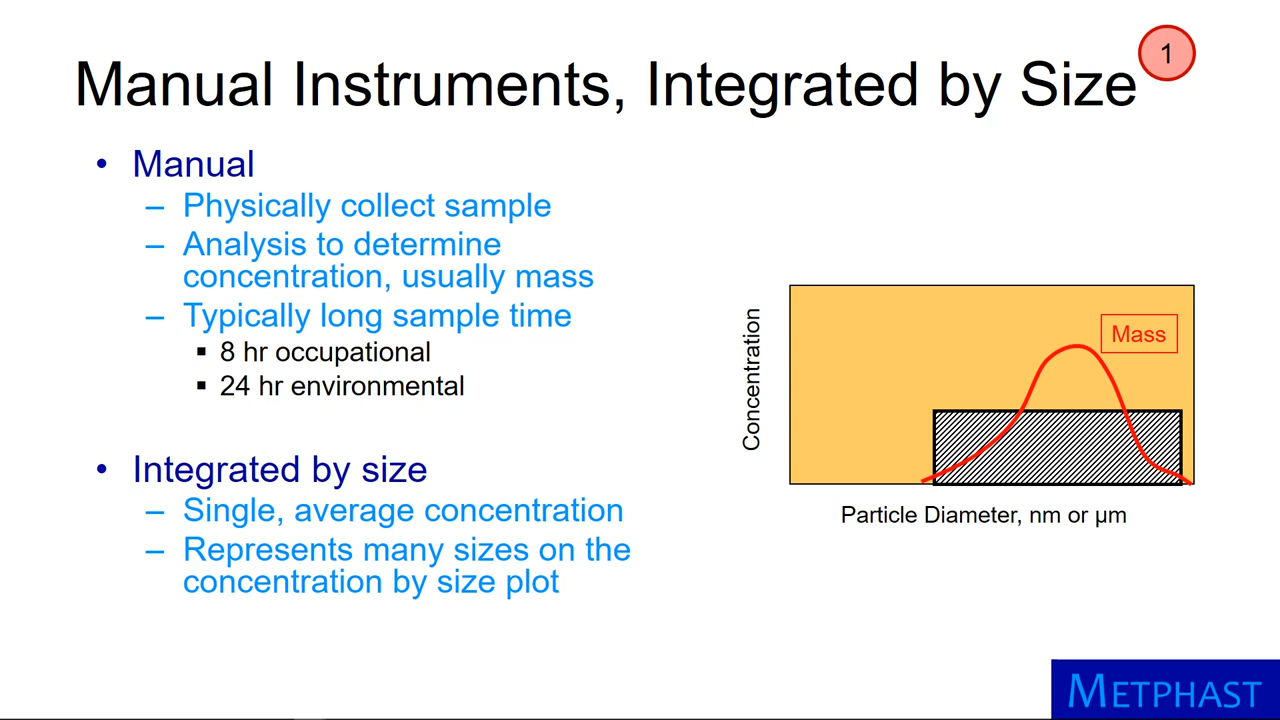 1
Manual Instruments, Integrated by Size
• Manual
– Physically collect sample
– Analysis to determine
concentration, usually mass
– Typically long sample time
▪ 8 hr occupational
▪ 24 hr environmental
• Integrated by size
– Single, average concentration
– Represents many sizes on the
concentration by size plot
Concentration
Mass
Particle Diameter, nm or µm
METPHAST